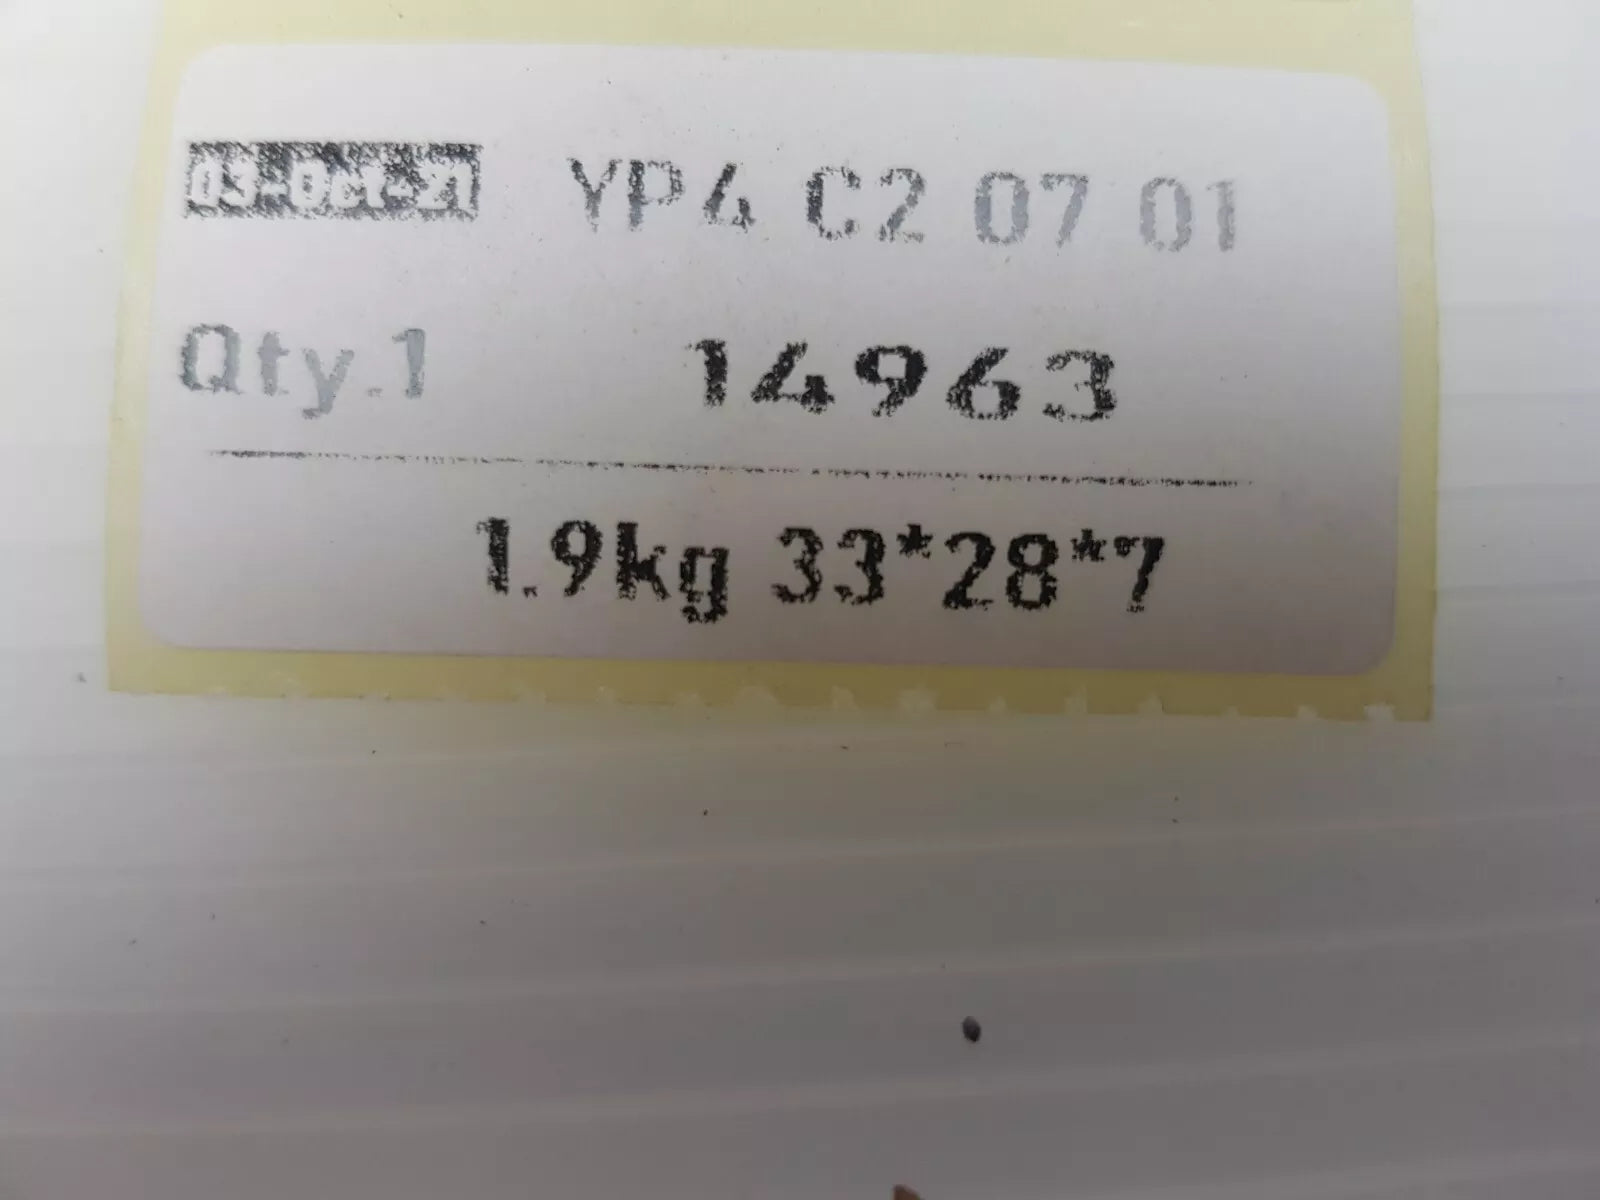 03-Oct-21 YP4 C2 07 01
Qty.1 14963
1.9kg 33*28*7